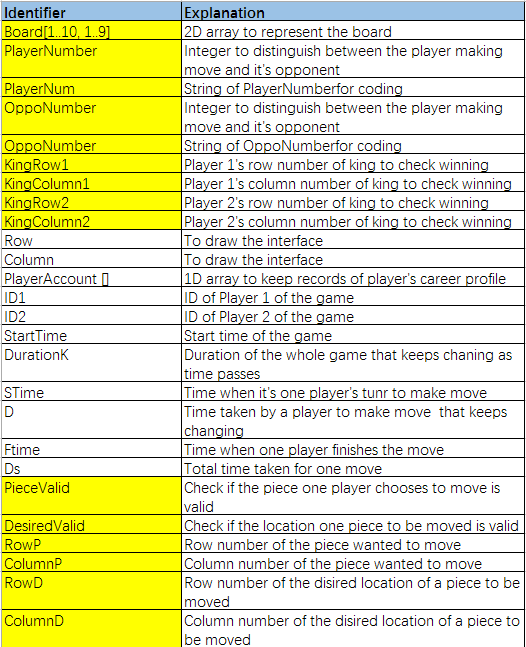 Identifier Explanation
Board[1..10, 1..9] 2D array to represent the board
PlayerNumber Integer to distinguish between the player making
move and it's opponent
PlayerNum String of PlayerNumberfor coding
OppoNumber Integer to distinguish between the player making
move and it's opponent
OppoNumber String of OppoNumberfor coding
KingRow1 Player 1's row number of king to check winning
KingColumn1 Player 1's column number of king to check winning
KingRow2 Player 2's row number of king to check winning
KingColumn2 Player 2's column number of king to check winning
Row To draw the interface
Column To draw the interface
PlayerAccount [] 1D array to keep records of player's career profile
ID1 ID of Player 1 of the game
ID2 ID of Player 2 of the game
StartTime Start time of the game
DurationK Duration of the whole game that keeps chaning as
time passes
STime Time when it's one player's tunr to make move
D Time taken by a player to make move that keeps
changing
Ftime Time when one player finishes the move
Ds Total time taken for one move
PieceValid Check if the piece one player chooses to move is
valid
DesiredValid Check if the location one piece to be moved is valid
RowP Row number of the piece wanted to move
ColumnP Column number of the piece wanted to move
RowD Row number of the disired location of a piece to be
moved
ColumnD Column number of the disired location of a piece to
be moved